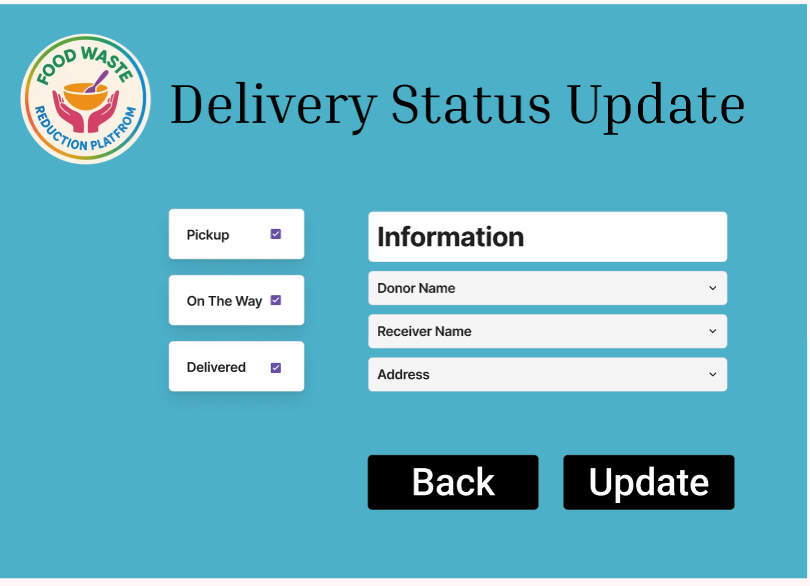 FOOD WASTE
REDUCTION PLATFROM
Delivery Status Update
Pickup
On The Way
Delivered
Information
Donor Name
Receiver Name
Address
Back
Update